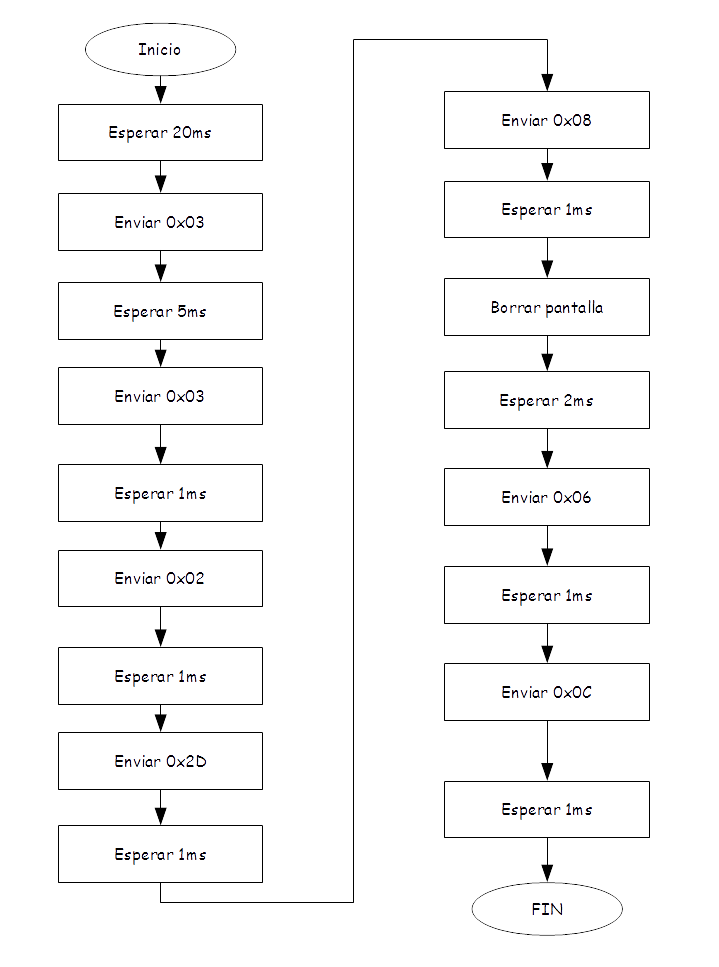 Inicio
Esperar 20ms
Enviar 0x03
Esperar 5ms
Enviar 0x03
Esperar 1ms
Enviar 0x02
Esperar 1ms
Enviar 0x2D
Esperar 1ms
Enviar 0x08
Esperar 1ms
Borrar pantalla
Esperar 2ms
Enviar 0x06
Esperar 1ms
Enviar 0x0C
Esperar 1ms
FIN